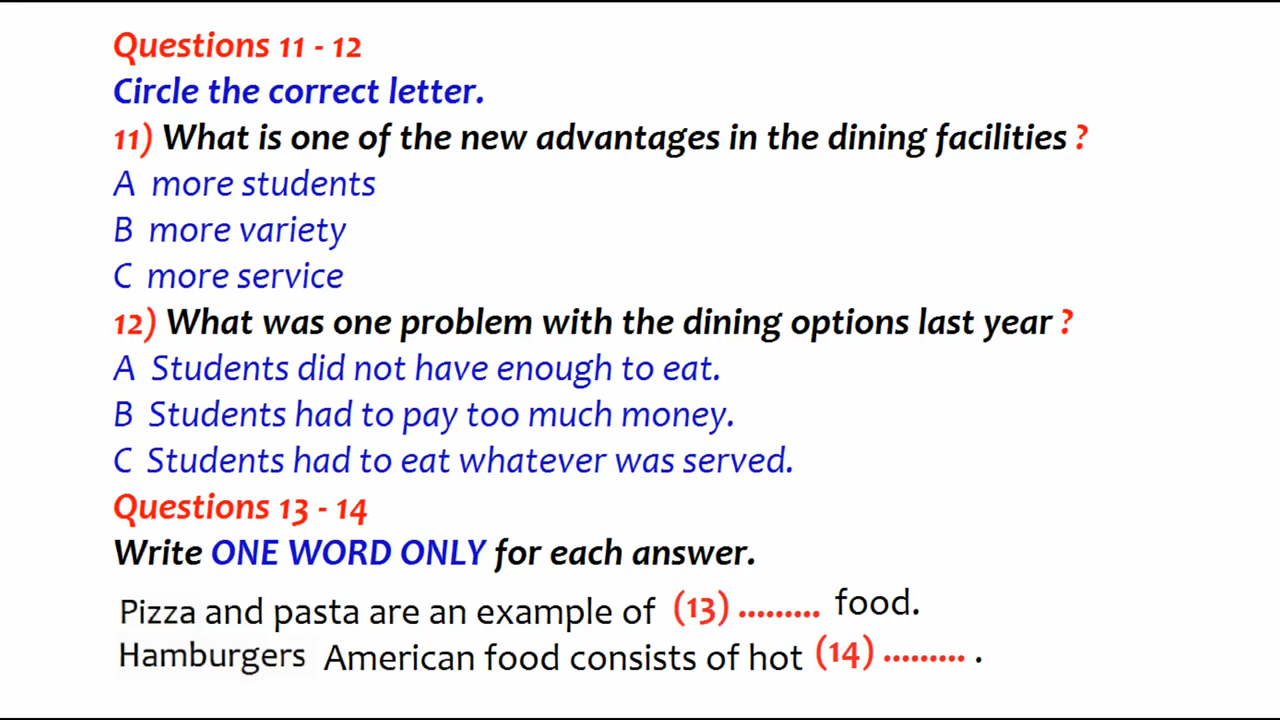 Questions 11 - 12
Circle the correct letter.
11) What is one of the new advantages in the dining facilities ?
A more students
B more variety
C more service
12) What was one problem with the dining options last year ?
A Students did not have enough to eat.
B Students had to pay too much money.
C Students had to eat whatever was served.
Questions 13 - 14
Write ONE WORD ONLY for each answer.
Pizza and pasta are an example of (13) ......... food.
Hamburgers American food consists of hot (14) ......... .